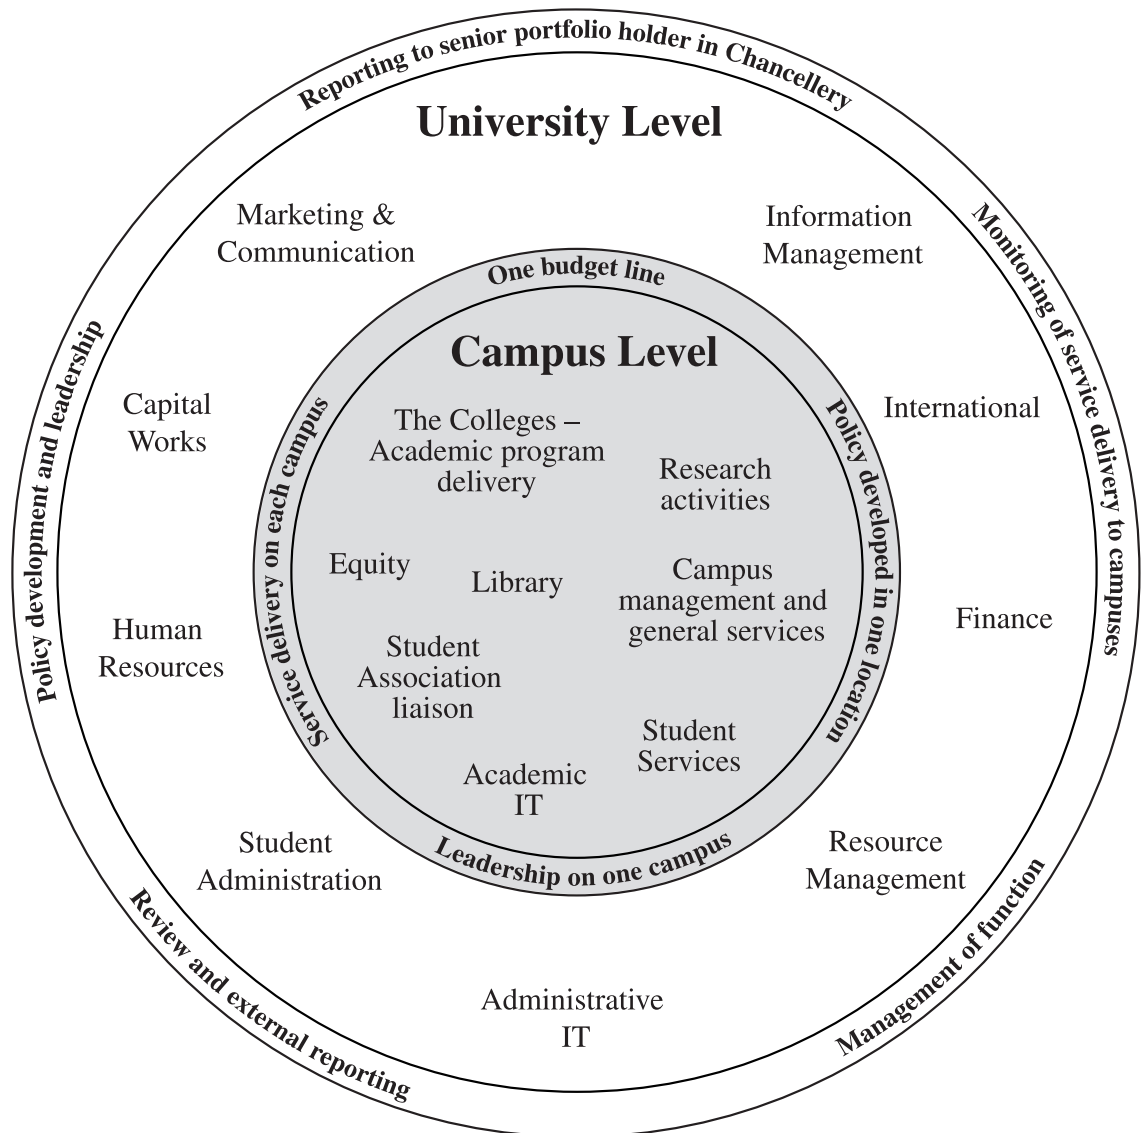 Reporting to senior portfolio holder in Chancellery
University Level
Marketing &
Communication
Information
Management
Monitoring of service delivery to campuses
Policy development and leadership
One budget line
Campus Level
Capital
Works
International
Service delivery on each campus
Policy developed in one location
The Colleges –
Academic program
delivery
Research
activities
Equity
Library
Campus
management and
general services
Human
Resources
Finance
Student
Association
liaison
Student
Services
Academic
IT
Leadership on one campus
Student
Administration
Resource
Management
Review and external reporting
Management of function
Administrative
IT